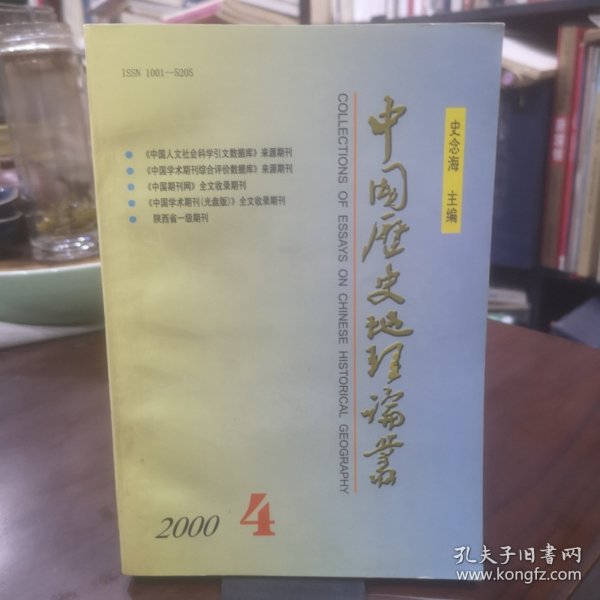 ISSN 1001—5205
《中国人文社会科学引文数据库》来源期刊
《中国学术期刊综合评价数据库》来源期刊
《中国期刊网》全文收录期刊
《中国学术期刊(光盘版)》全文收录期刊
陕西省一级期刊
史念海 主编
中國歷史地理論叢
COLLECTIONS OF ESSAYS ON CHINESE HISTORICAL GEOGRAPHY
2000 4
孔夫子旧书网
www.kongfz.com